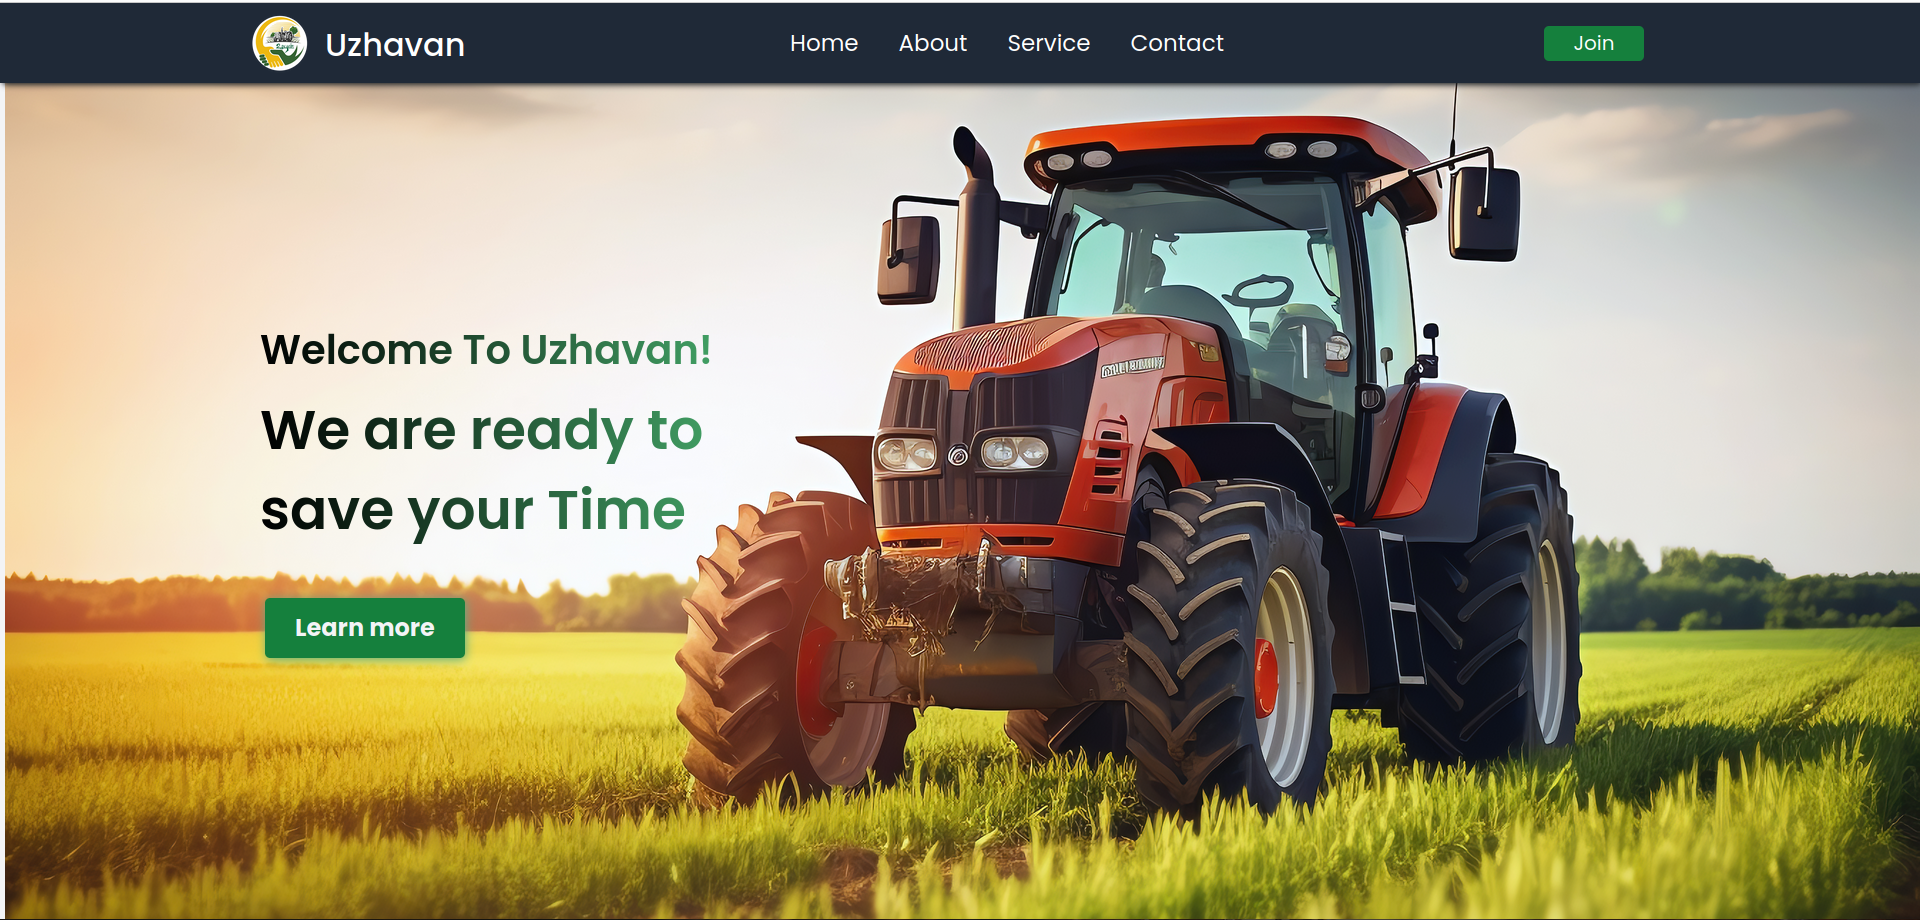 Uzhavan
Home About Service Contact
Join
Welcome To Uzhavan!
We are ready to
save your Time
Learn more